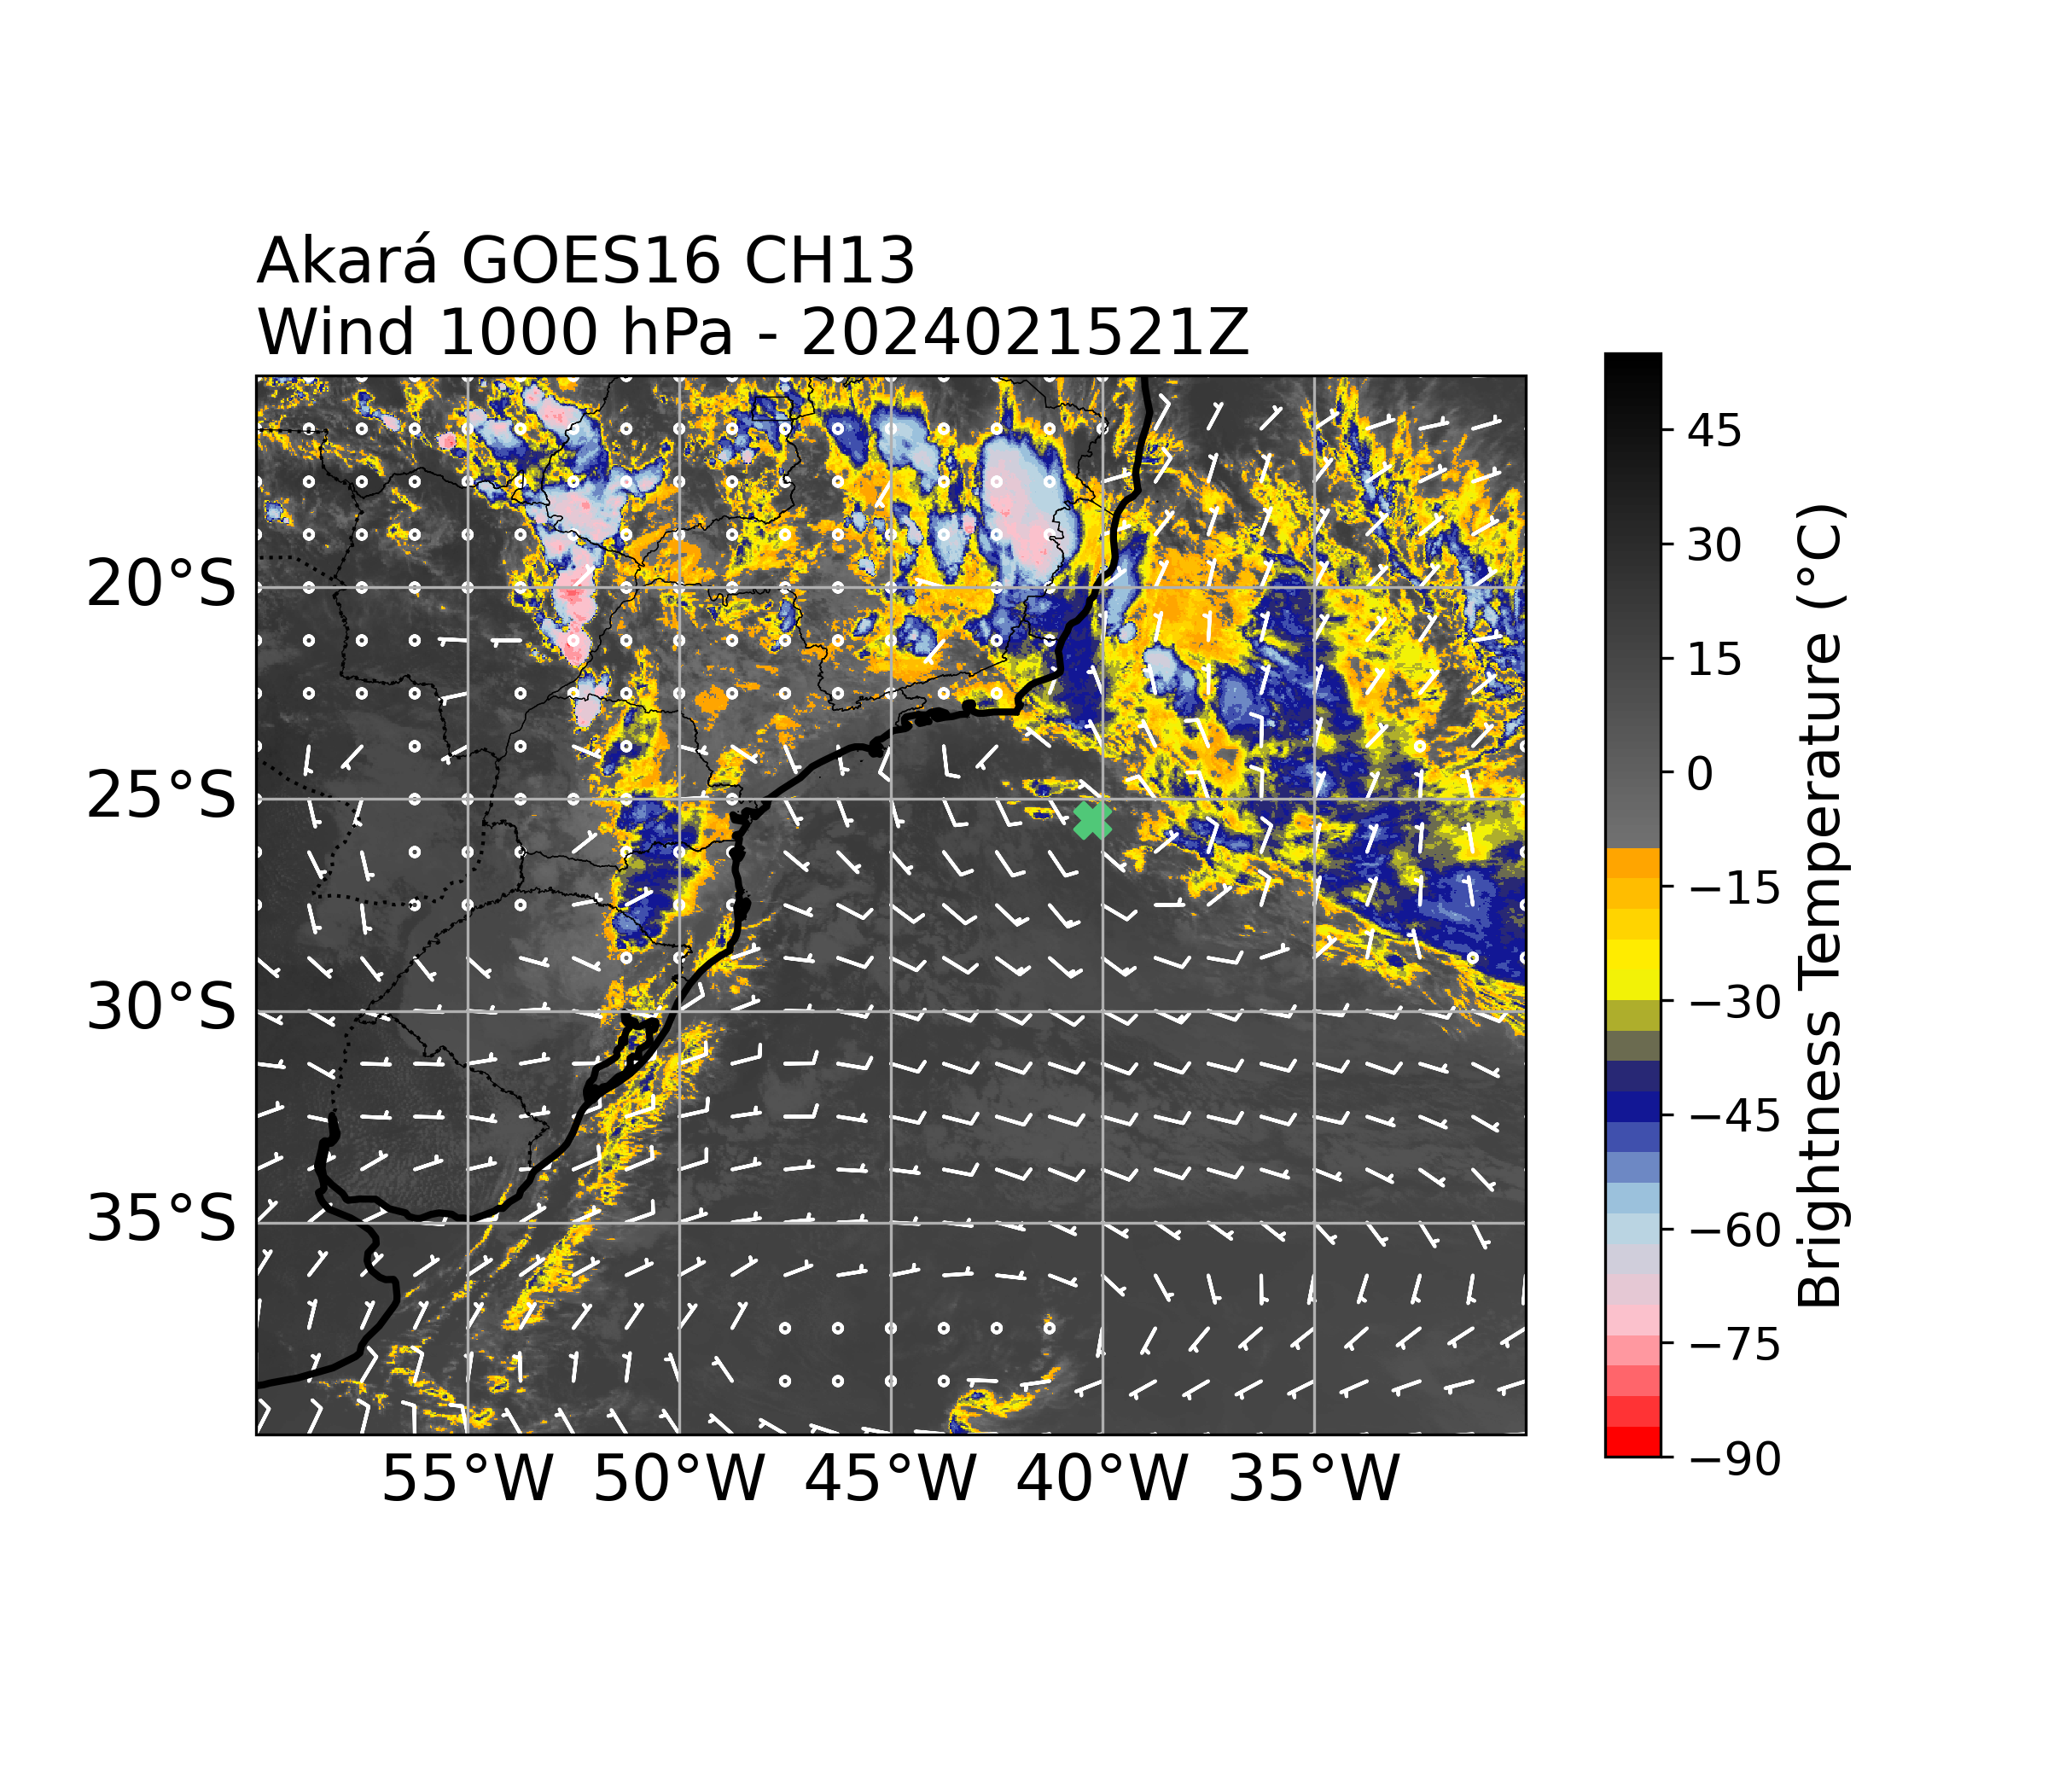 Akará GOES16 CH13
Wind 1000 hPa - 2024021521Z
20°S
25°S
30°S
35°S
55°W 50°W 45°W 40°W 35°W
45
30
15
0
−15
−30
−45
−60
−75
−90
Brightness Temperature (°C)